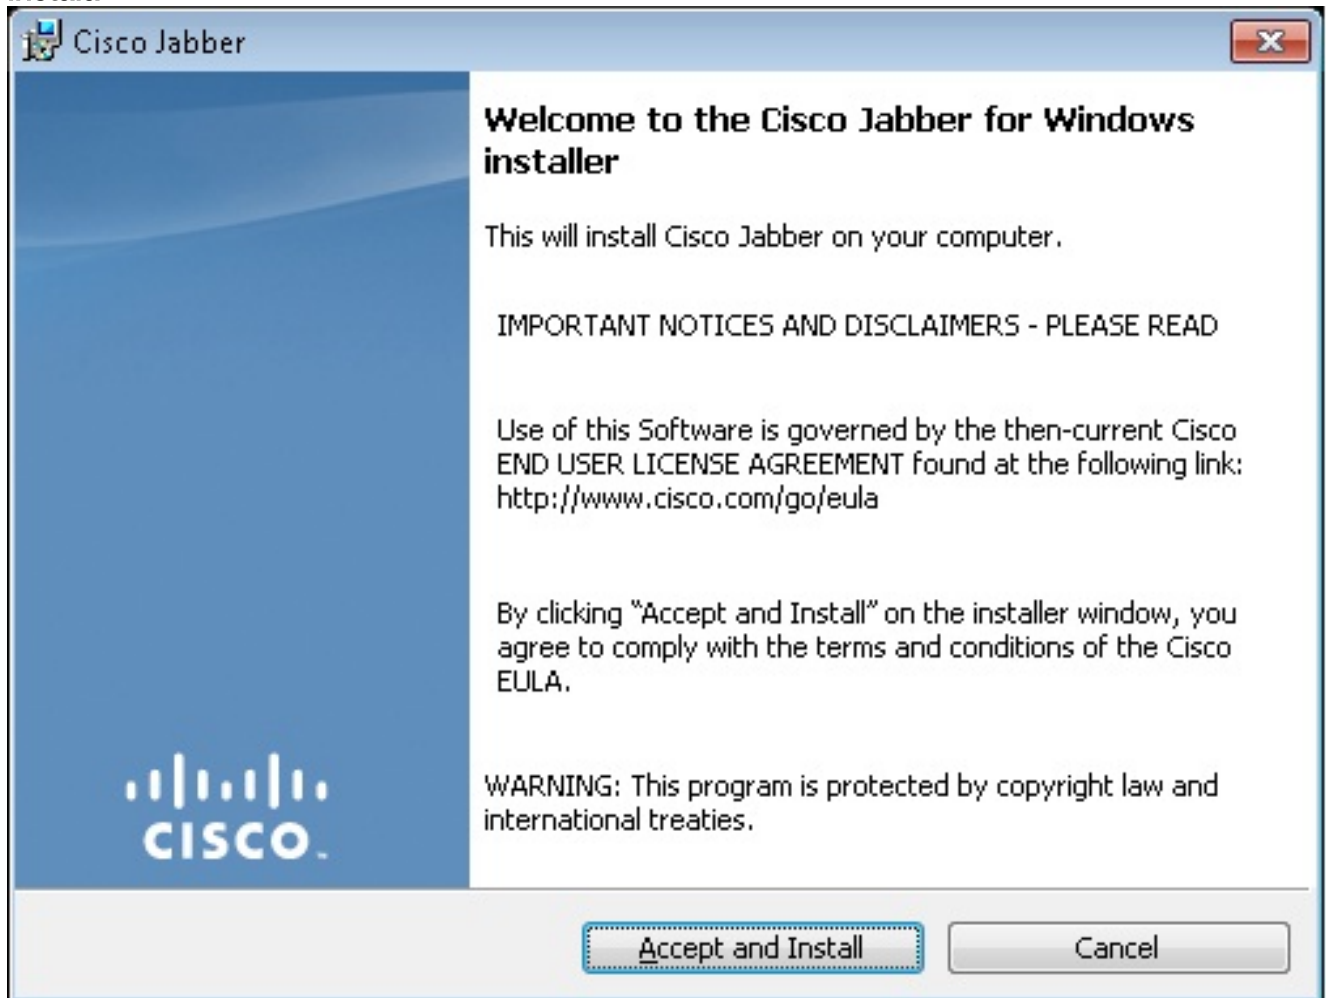 Cisco Jabber
Welcome to the Cisco Jabber for Windows
installer
This will install Cisco Jabber on your computer.
IMPORTANT NOTICES AND DISCLAIMERS - PLEASE READ
Use of this Software is governed by the then-current Cisco
END USER LICENSE AGREEMENT found at the following link:
http://www.cisco.com/go/eula
By clicking “Accept and Install” on the installer window, you
agree to comply with the terms and conditions of the Cisco
EULA.
WARNING: This program is protected by copyright law and
international treaties.
CISCO
Accept and Install
Cancel